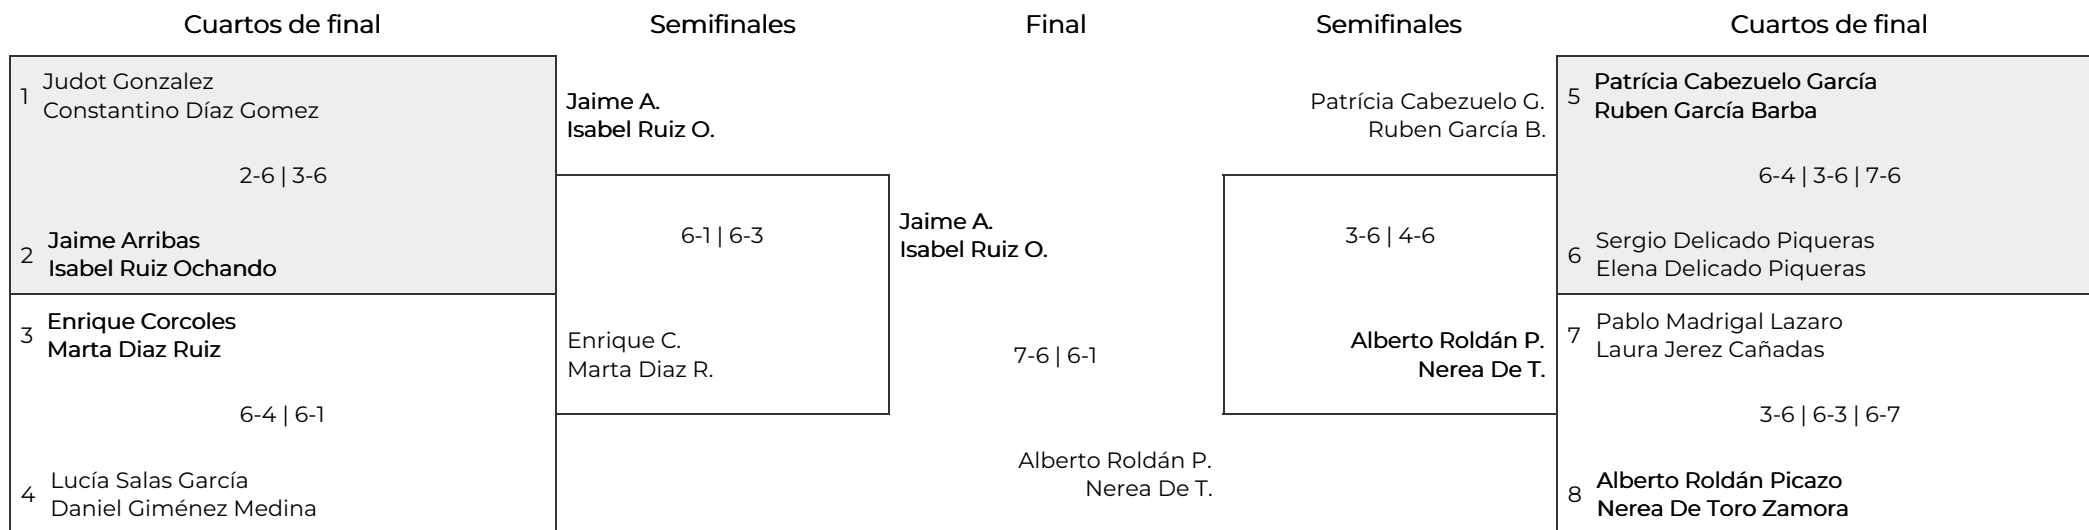 Cuartos de final
Semifinales
Final
Semifinales
Cuartos de final
1
Judot Gonzalez
Constantino Díaz Gomez
2-6 | 3-6
2
Jaime Arribas
Isabel Ruiz Ochando
3
Enrique Corcoles
Marta Diaz Ruiz
6-4 | 6-1
4
Lucía Salas García
Daniel Giménez Medina
Jaime A.
Isabel Ruiz O.
6-1 | 6-3
Enrique C.
Marta Diaz R.
Jaime A.
Isabel Ruiz O.
7-6 | 6-1
Alberto Roldán P.
Nerea De T.
Patrícia Cabezuelo G.
Ruben García B.
3-6 | 4-6
Alberto Roldán P.
Nerea De T.
5
Patrícia Cabezuelo García
Ruben García Barba
6-4 | 3-6 | 7-6
6
Sergio Delicado Piqueras
Elena Delicado Piqueras
7
Pablo Madrigal Lazaro
Laura Jerez Cañadas
3-6 | 6-3 | 6-7
8
Alberto Roldán Picazo
Nerea De Toro Zamora